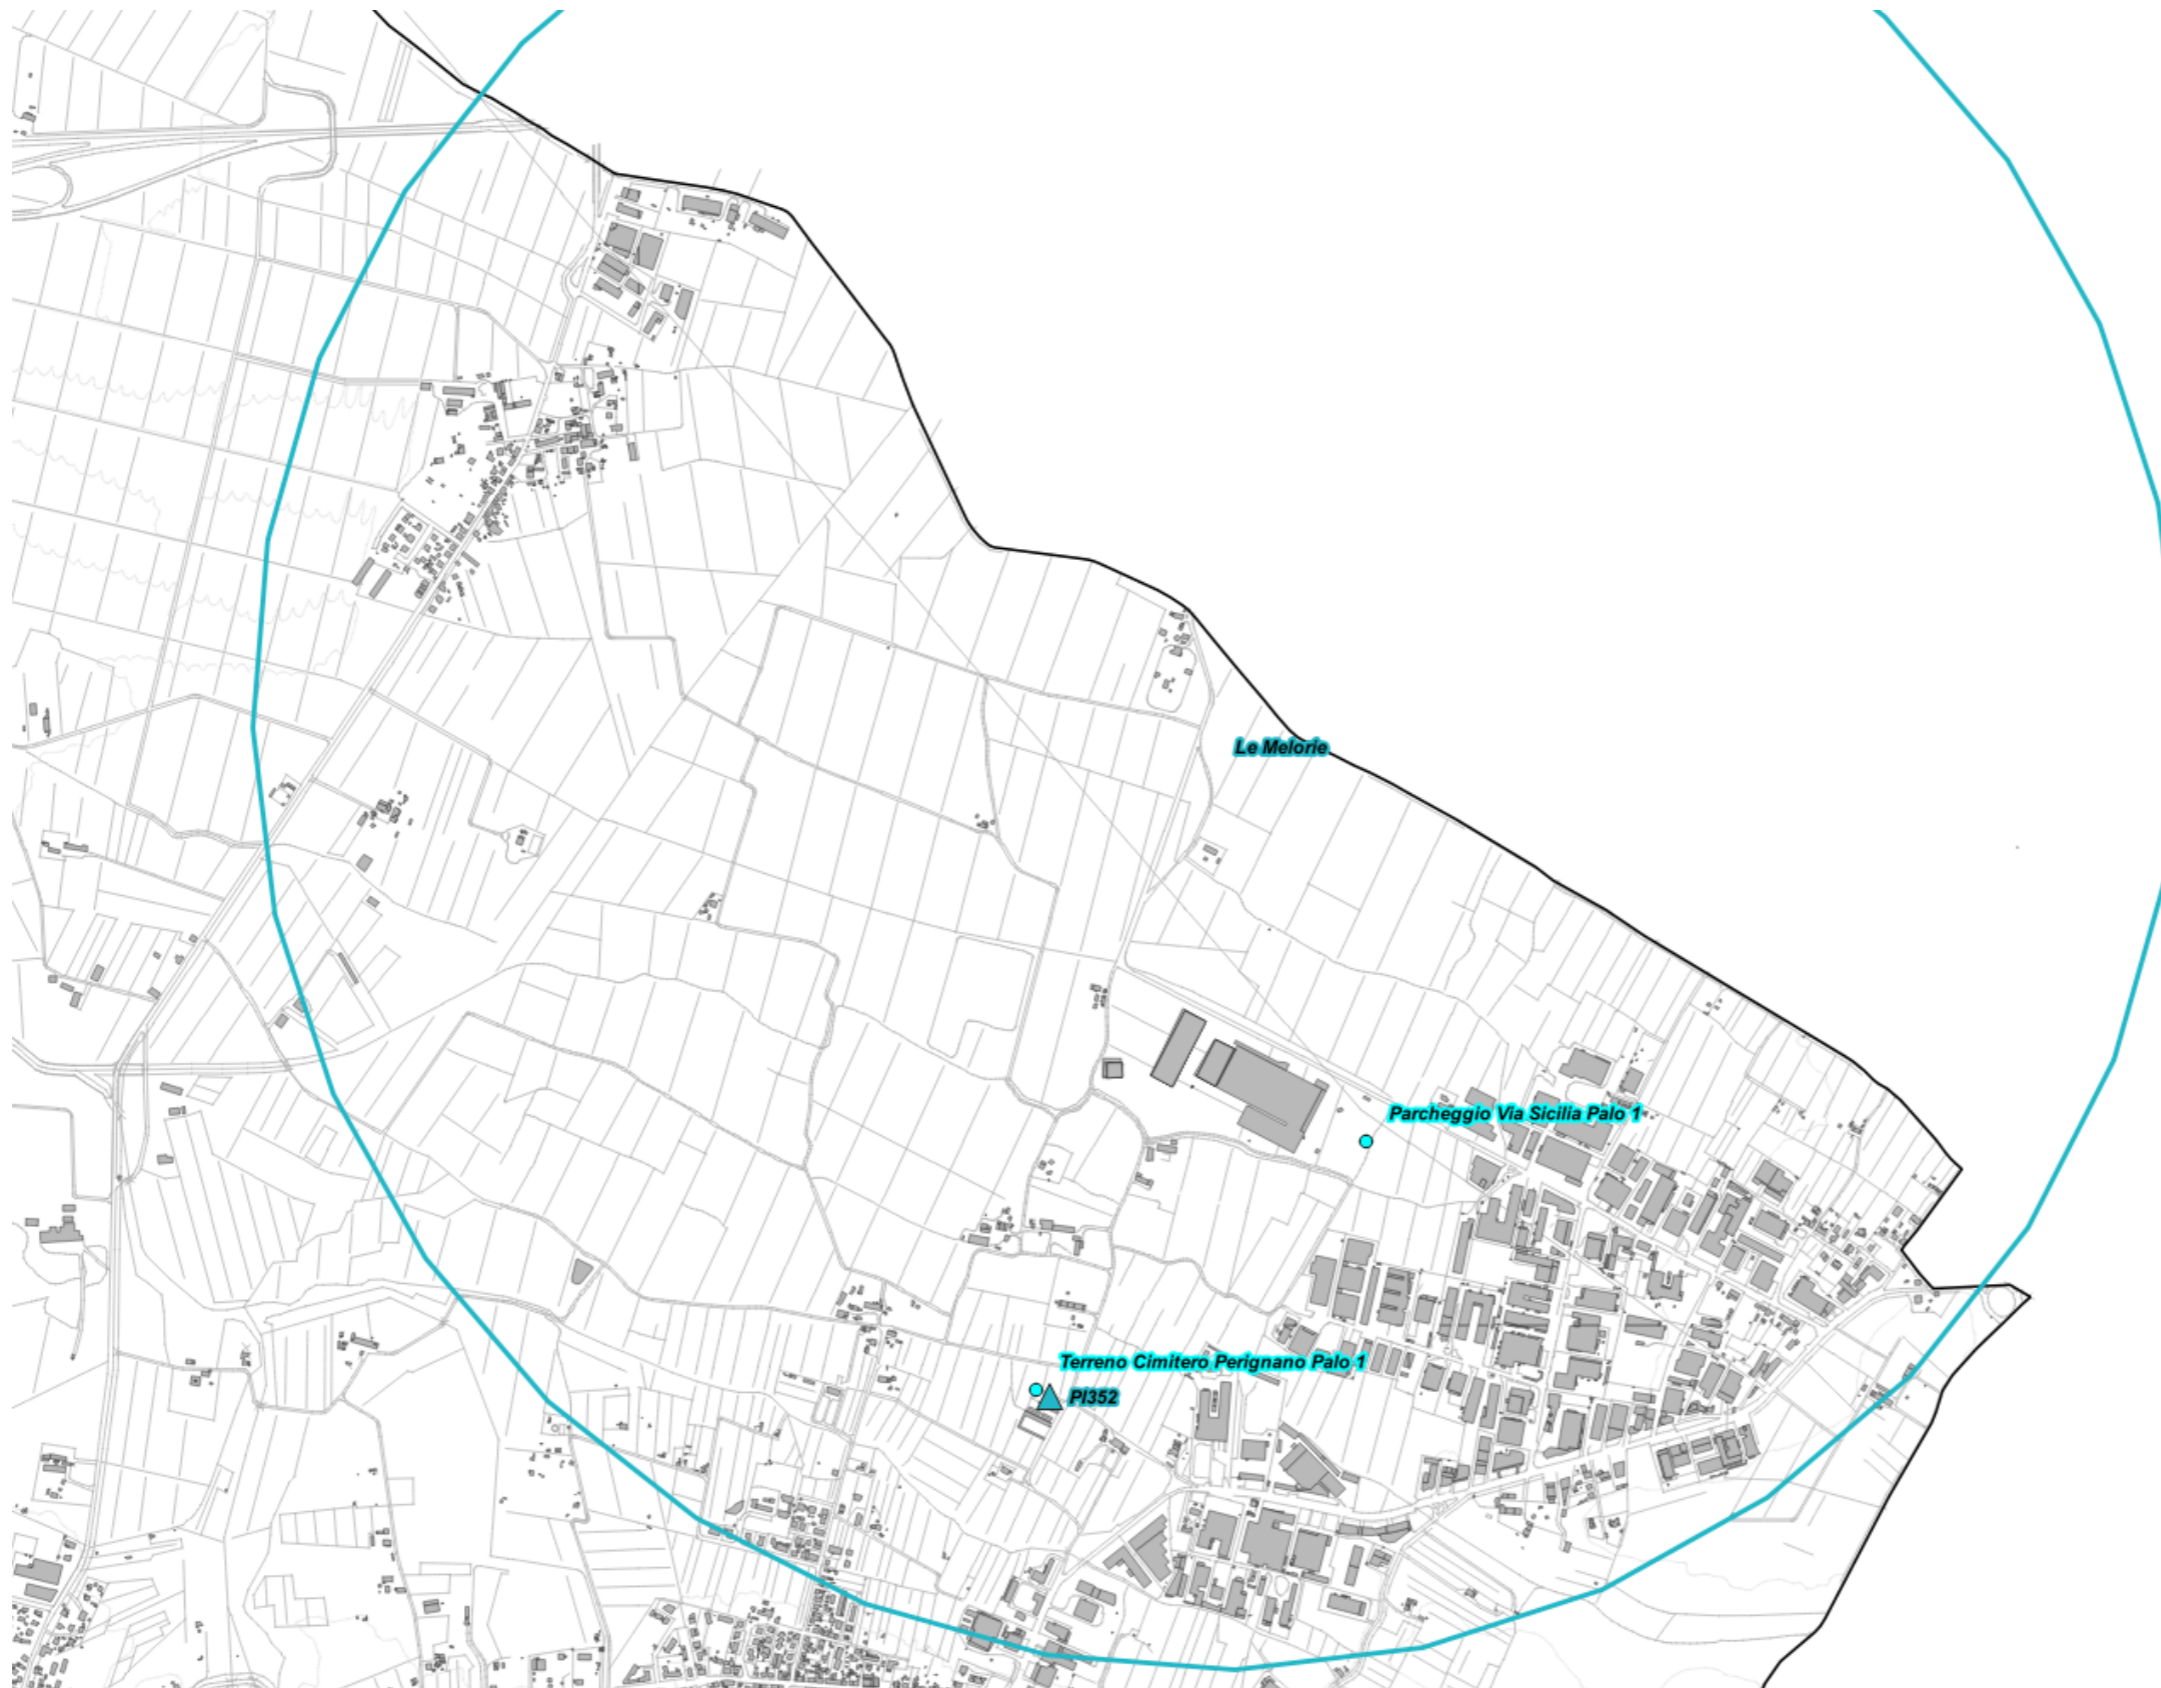 Le Melorie
Parcheggio Via Sicilia Palo 1
Terreno Cimitero Perignano Palo 1
PI352